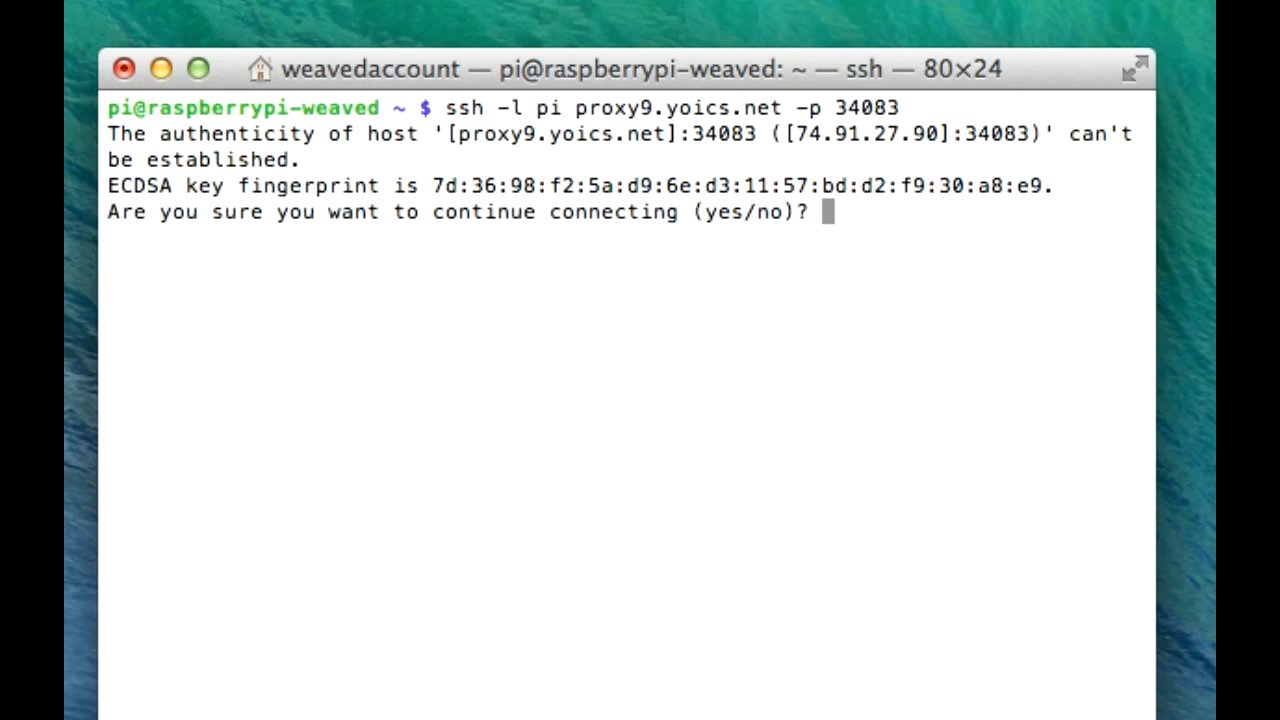 weavedaccount — pi@raspberrypi-weaved: ~ — ssh — 80×24
pi@raspberrypi-weaved ~ $ ssh -l pi proxy9.yoics.net -p 34083
The authenticity of host '[proxy9.yoics.net]:34083 ([74.91.27.90]:34083)' can't
be established.
ECDSA key fingerprint is 7d:36:98:f2:5a:d9:6e:d3:11:57:bd:d2:f9:30:a8:e9.
Are you sure you want to continue connecting (yes/no)?